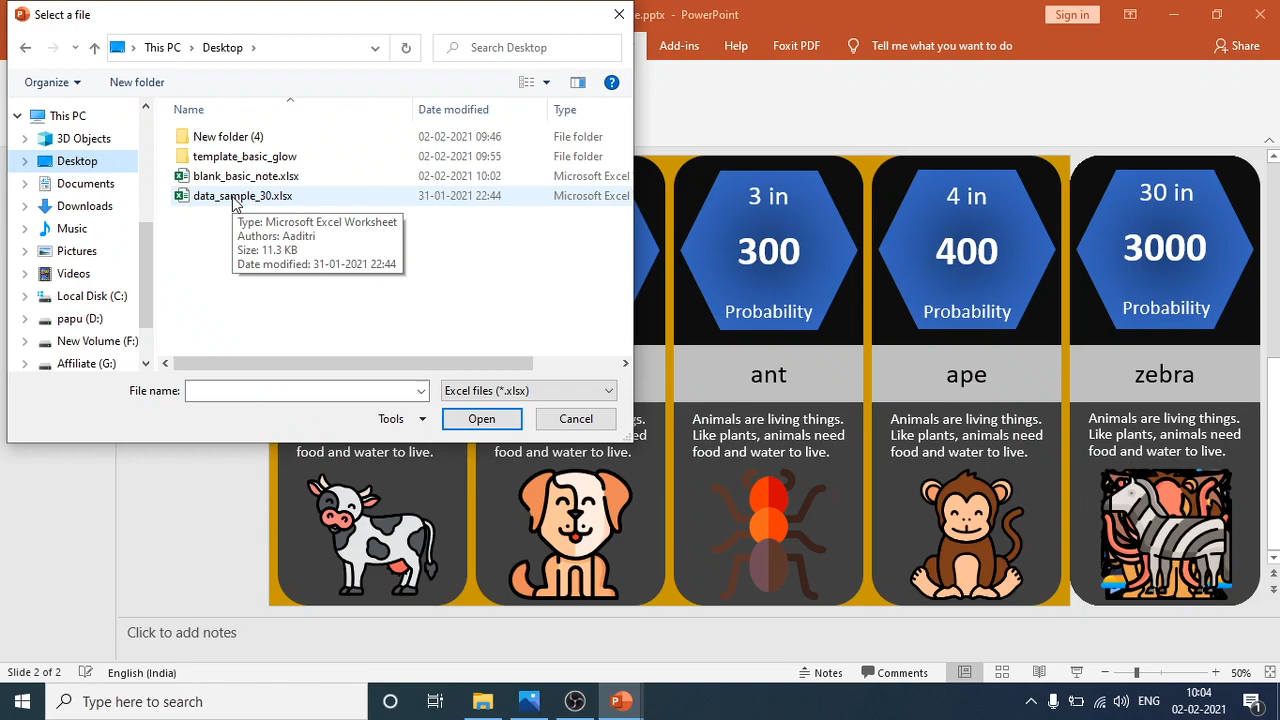 Select a file
e.pptx - PowerPoint
Sign in
This PC
Desktop
Search Desktop
Add-ins
Help
Foxit PDF
Tell me what you want to do
Share
Organize
New folder
Name
Date modified
Type
This PC
3D Objects
Desktop
Documents
Downloads
Music
Pictures
Videos
Local Disk (C:)
papu (D:)
New Volume (F:)
Affiliate (G:)
New folder (4)
02-02-2021 09:46
File folder
template_basic_glow
02-02-2021 09:55
File folder
blank_basic_note.xlsx
02-02-2021 10:02
Microsoft Excel
data_sample_30.xlsx
31-01-2021 22:44
Microsoft Excel
Type: Microsoft Excel Worksheet
Authors: Aaditri
Size: 11.3 KB
Date modified: 31-01-2021 22:44
File name:
Excel files (*.xlsx)
Tools
Open
Cancel
3 in
300
Probability
ant
Animals are living things.
Like plants, animals need
food and water to live.
4 in
400
Probability
ape
Animals are living things.
Like plants, animals need
food and water to live.
30 in
3000
Probability
zebra
Animals are living things.
Like plants, animals need
food and water to live.
gs.
ed
food and water to live.
food and water to live.
Click to add notes
Slide 2 of 2
English (India)
Notes
Comments
50%
Type here to search
ENG
10:04
02-02-2021
1